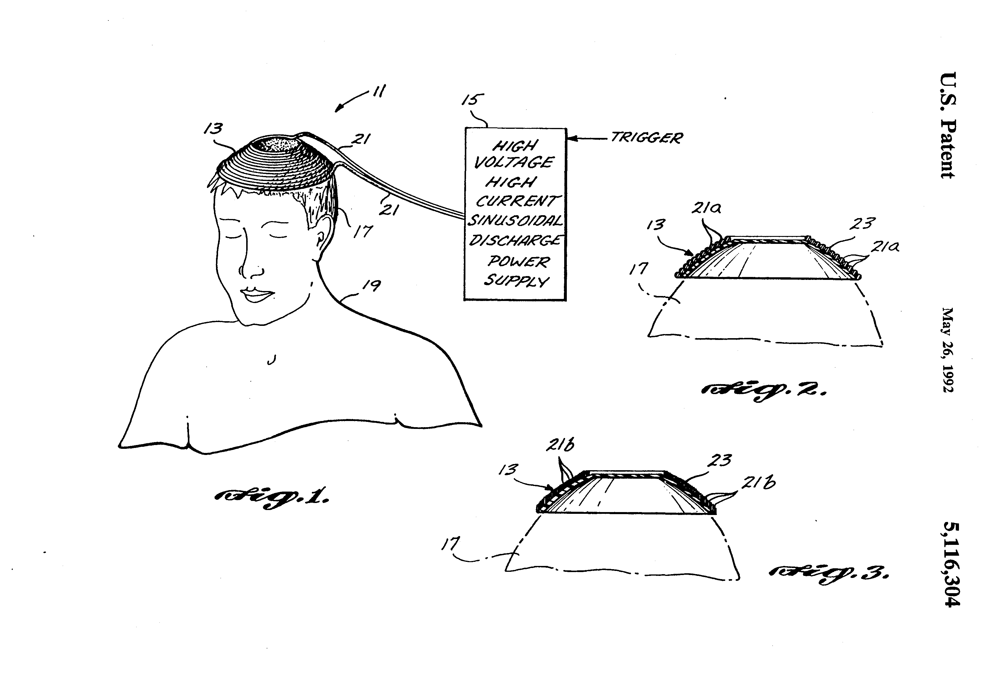 U.S. Patent
May 26, 1992
5,116,304
11
13
15
TRIGGER
21
HIGH
VOLTAGE
HIGH
CURRENT
SINUSOIDAL
DISCHARGE
POWER
SUPPLY
21
17
19
Fig. 1.
21a
13
23
21a
17
Fig. 2.
21b
13
23
21b
17
Fig. 3.